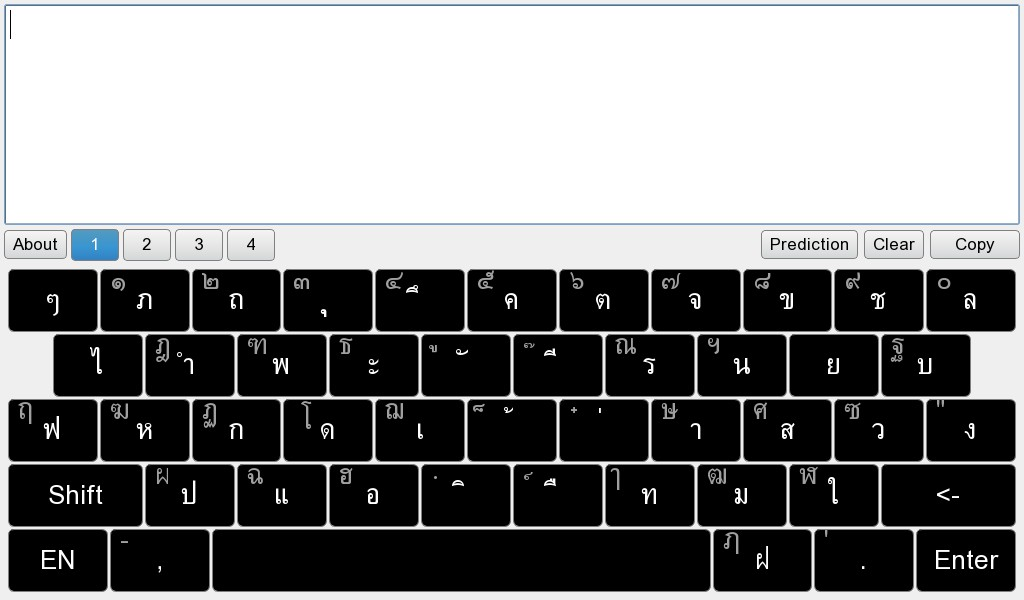 About 1 2 3 4 Prediction Clear Copy
ๆ ๑ ภ ๒ ถ ๓ ุ ๔ ึ ๕ ค ๖ ต ๗ จ ๘ ข ๙ ช ๐ ล
ไ ฎ ำ ฑ พ ธ ะ ู ั ๊ ี ณ ร ฯ น ย ฐ บ
ฤ ฟ ฆ ห ฏ ก โ ด ฌ เ ็ ้ ๋ ่ ษ า ศ ส ซ ว " ง
Shift ผ ป ฉ แ ฮ อ ฺ ิ ์ ื ๅ ท ฒ ม ฬ ใ <-
EN - , ฦ ฝ ' . Enter